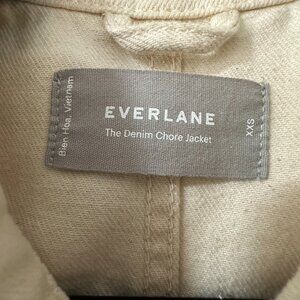 Bien Hoa, Vietnam
EVERLANE
The Denim Chore Jacket
XXS